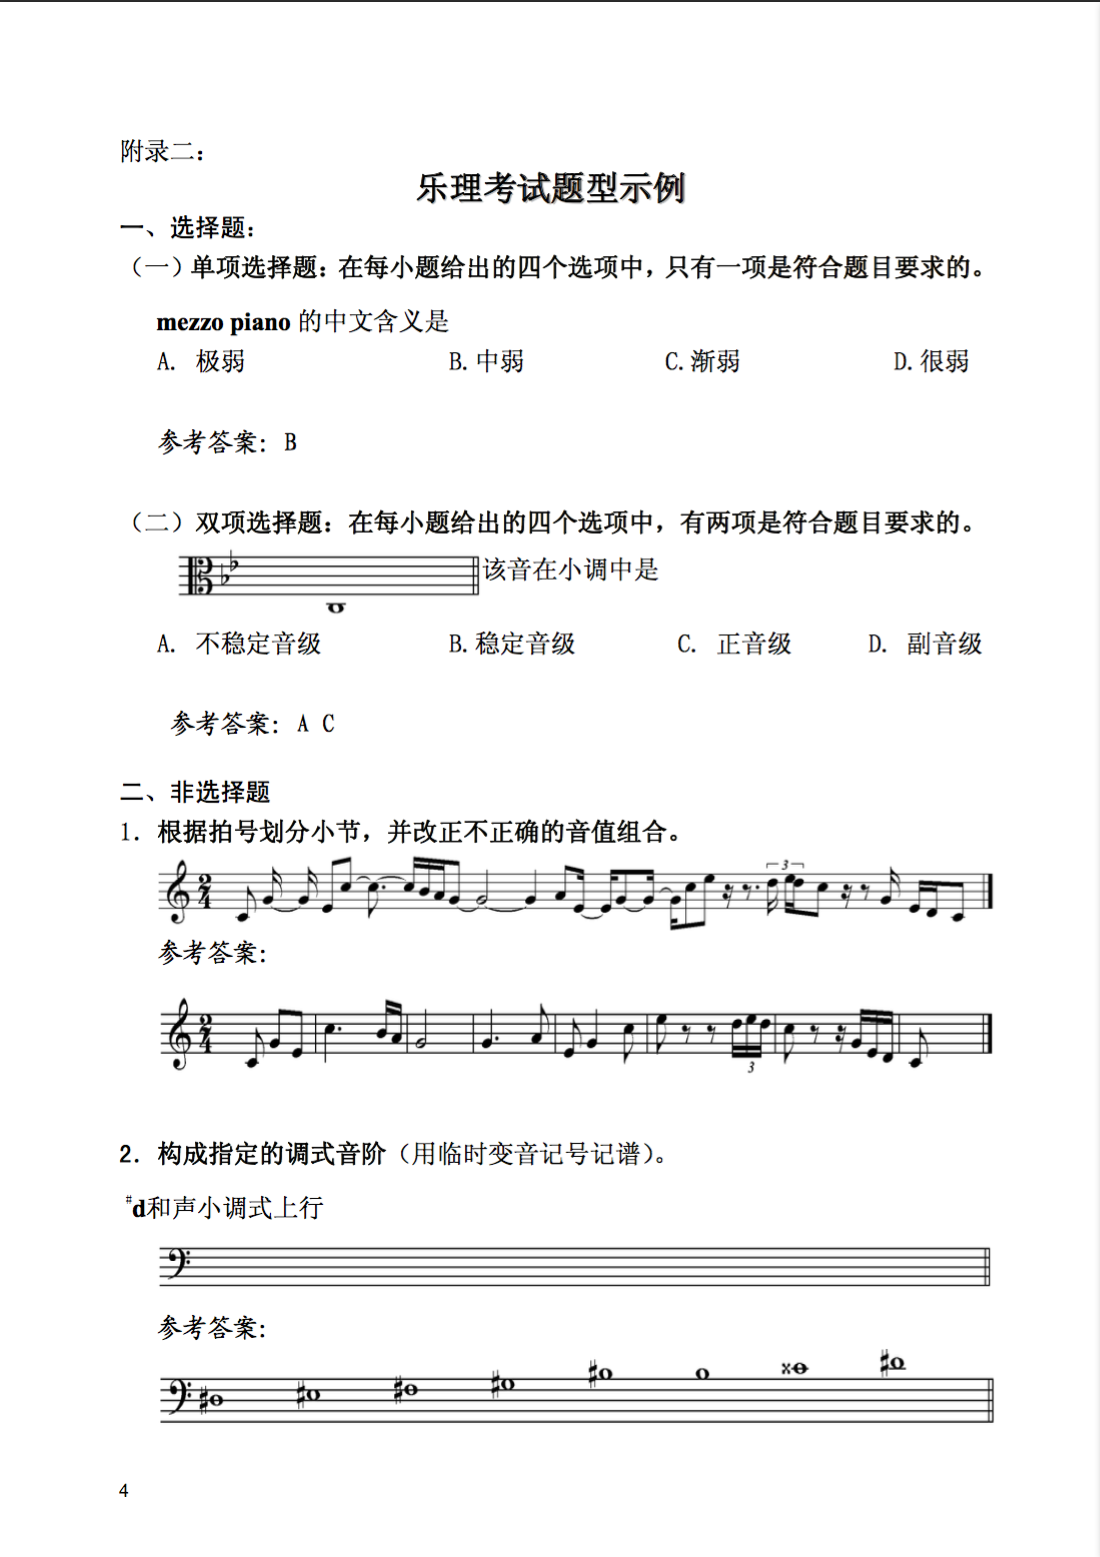 附录二：
乐理考试题型示例
一、选择题：
（一）单项选择题：在每小题给出的四个选项中，只有一项是符合题目要求的。
mezzo piano 的中文含义是
A. 极弱 B.中弱 C.渐弱 D.很弱
参考答案：B
（二）双项选择题：在每小题给出的四个选项中，有两项是符合题目要求的。
该音在小调中是
A. 不稳定音级 B.稳定音级 C. 正音级 D. 副音级
参考答案：A C
二、非选择题
1．根据拍号划分小节，并改正不正确的音值组合。
2
4
3
参考答案：
2
4
3
2．构成指定的调式音阶（用临时变音记号记谱）。
#d和声小调式上行
参考答案：
4